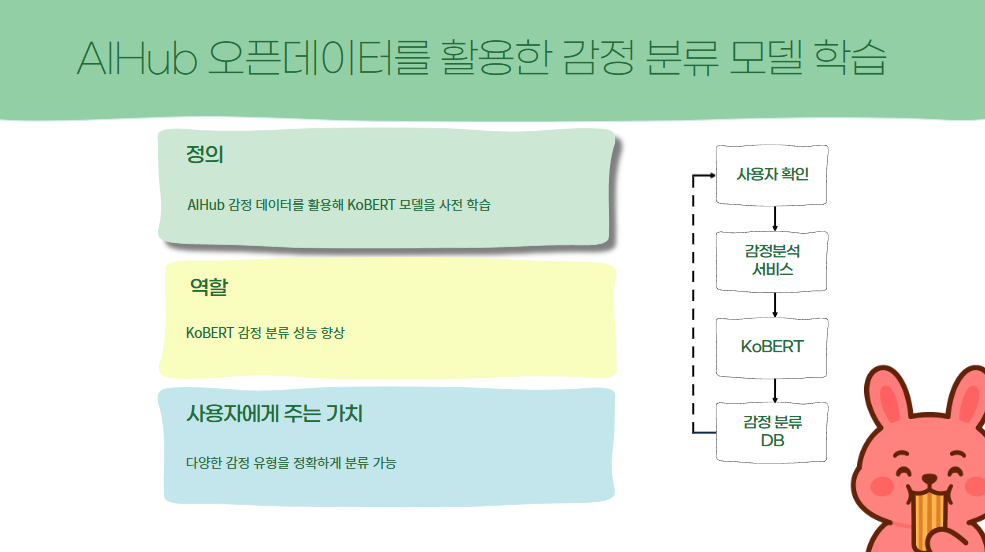 AIHub 오픈데이터를 활용한 감정 분류 모델 학습
정의
AIHub 감정 데이터를 활용해 KoBERT 모델을 사전 학습
역할
KoBERT 감정 분류 성능 향상
사용자에게 주는 가치
다양한 감정 유형을 정확하게 분류 가능
사용자 확인
감정분석
서비스
KoBERT
감정 분류
DB